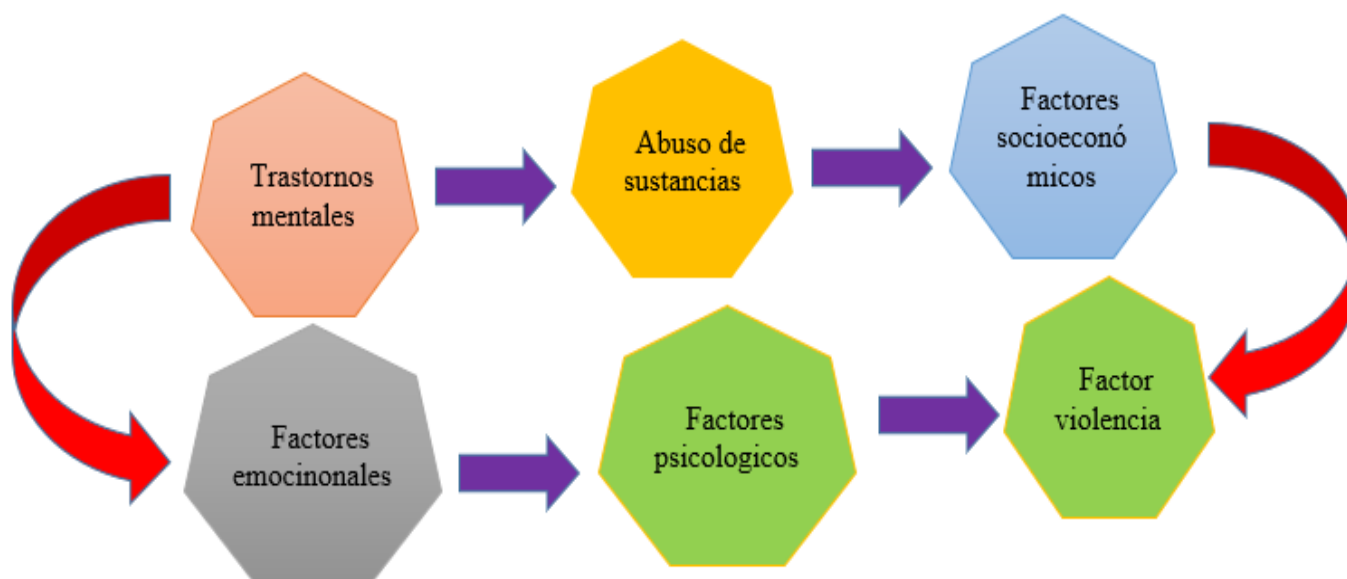 Trastornos
mentales
Abuso de
sustancias
Factores
socioeconó
micos
Factores
emocinonales
Factores
psicologicos
Factor
violencia